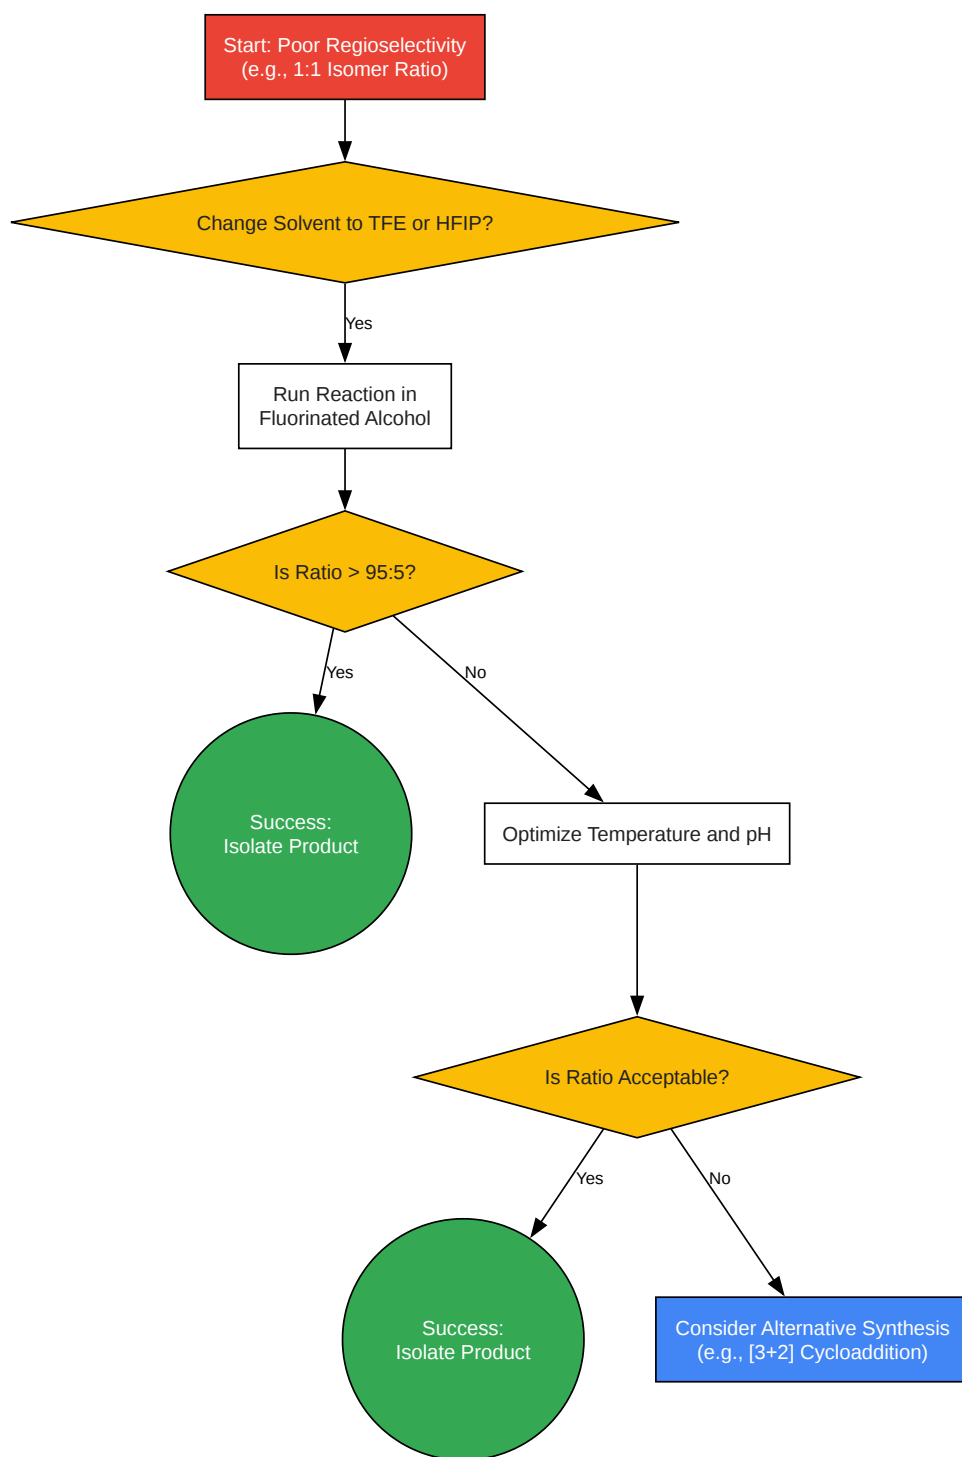 Start: Poor Regioselectivity
(e.g., 1:1 Isomer Ratio)
Change Solvent to TFE or HFIP?
Yes
Run Reaction in
Fluorinated Alcohol
Is Ratio > 95:5?
Yes
No
Success:
Isolate Product
Optimize Temperature and pH
Is Ratio Acceptable?
Yes
No
Success:
Isolate Product
Consider Alternative Synthesis
(e.g., [3+2] Cycloaddition)